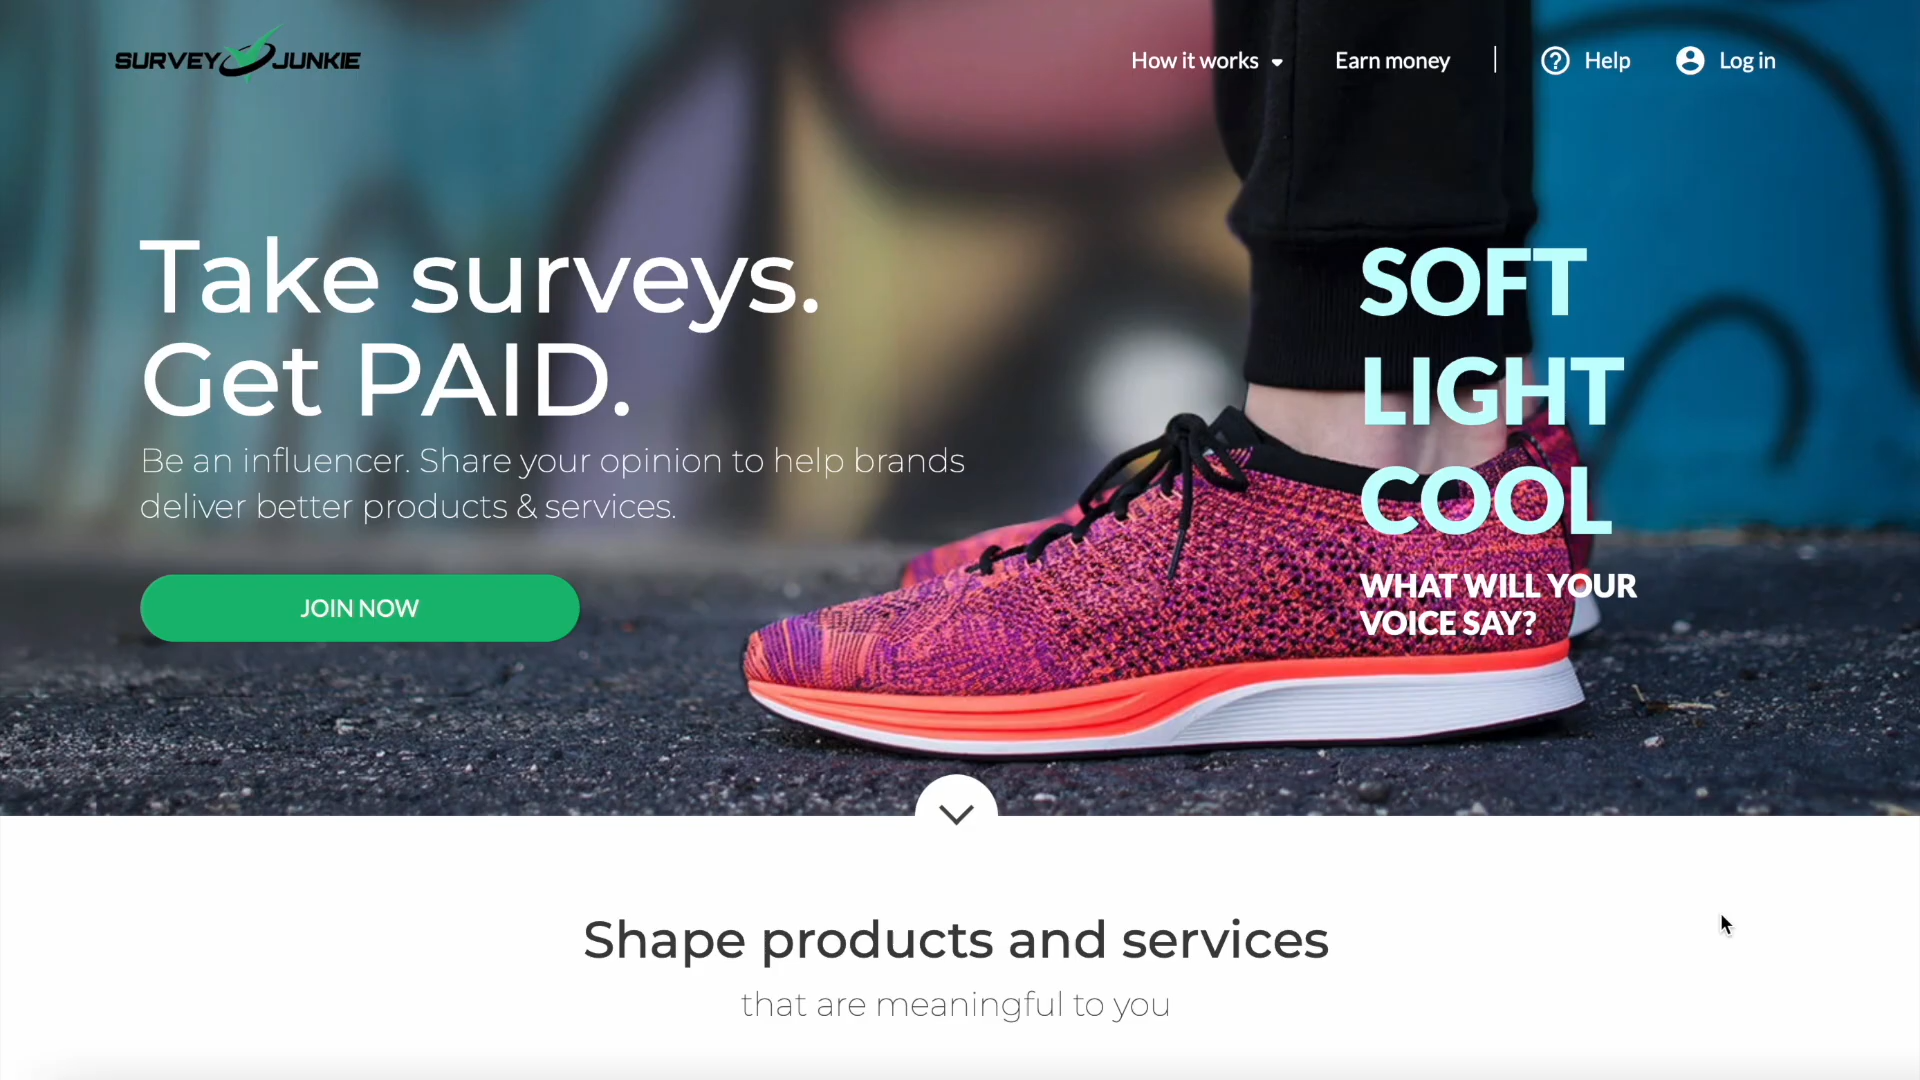 SURVEY JUNKIE
How it works
Earn money
Help
Log in
Take surveys.
Get PAID.
Be an influencer. Share your opinion to help brands
deliver better products & services.
JOIN NOW
SOFT
LIGHT
COOL
WHAT WILL YOUR
VOICE SAY?
Shape products and services
that are meaningful to you